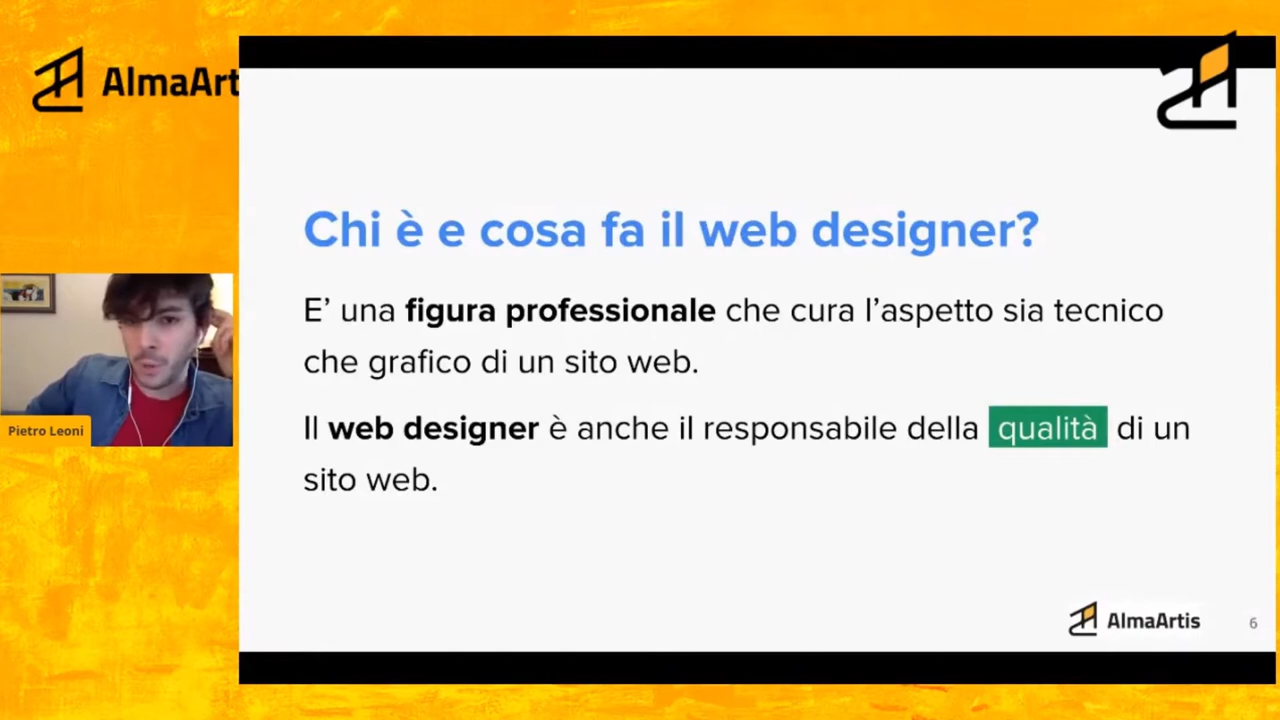 AlmaArt
Chi è e cosa fa il web designer?
E’ una figura professionale che cura l’aspetto sia tecnico
che grafico di un sito web.
Il web designer è anche il responsabile della qualità di un
sito web.
Pietro Leoni
AlmaArtis
6